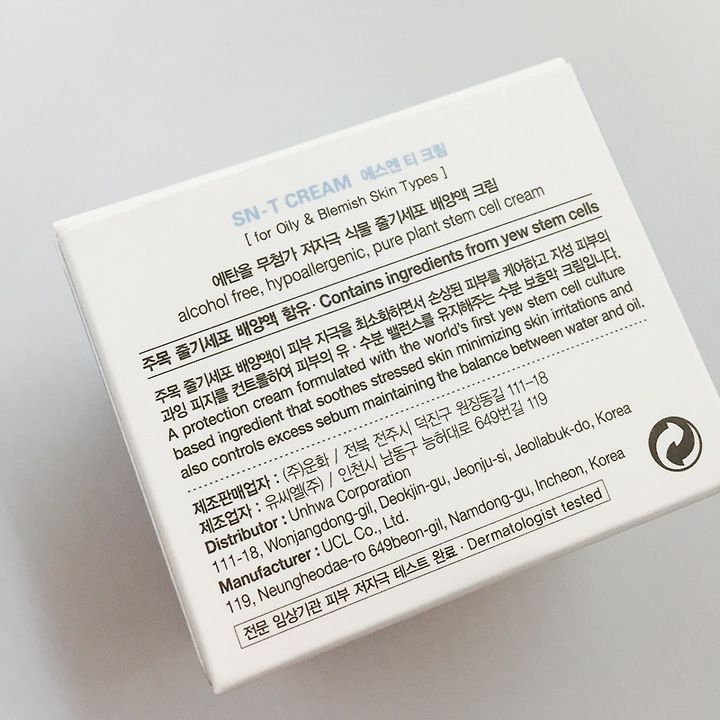 SN-T CREAM 에스엔 티 크림
[ for Oily & Blemish Skin Types ]
에탄올 무첨가 저자극 식물 줄기세포 배양액 크림
alcohol free, hypoallergenic, pure plant stem cell cream
주목 줄기세포 배양액 함유 · Contains ingredients from yew stem cells
주목 줄기세포 배양액이 피부 자극을 최소화하면서 손상된 피부를 케어하고 지성 피부의
과잉 피지를 컨트롤하여 피부의 유 · 수분 밸런스를 유지해주는 수분 보호막 크림입니다.
A protection cream formulated with the world's first yew stem cell culture
based ingredient that soothes stressed skin minimizing skin irritations and
also controls excess sebum maintaining the balance between water and oil.
제조판매업자 : (주)운화 / 전북 전주시 덕진구 원장동길 111-18
제조업자 : 유씨엘(주) / 인천시 남동구 능허대로 649번길 119
Distributor : Unhwa Corporation
111-18, Wonjangdong-gil, Deokjin-gu, Jeonju-si, Jeollabuk-do, Korea
Manufacturer : UCL Co., Ltd.
119, Neungheodae-ro 649beon-gil, Namdong-gu, Incheon, Korea
전문 임상기관 피부 저자극 테스트 완료 · Dermatologist tested